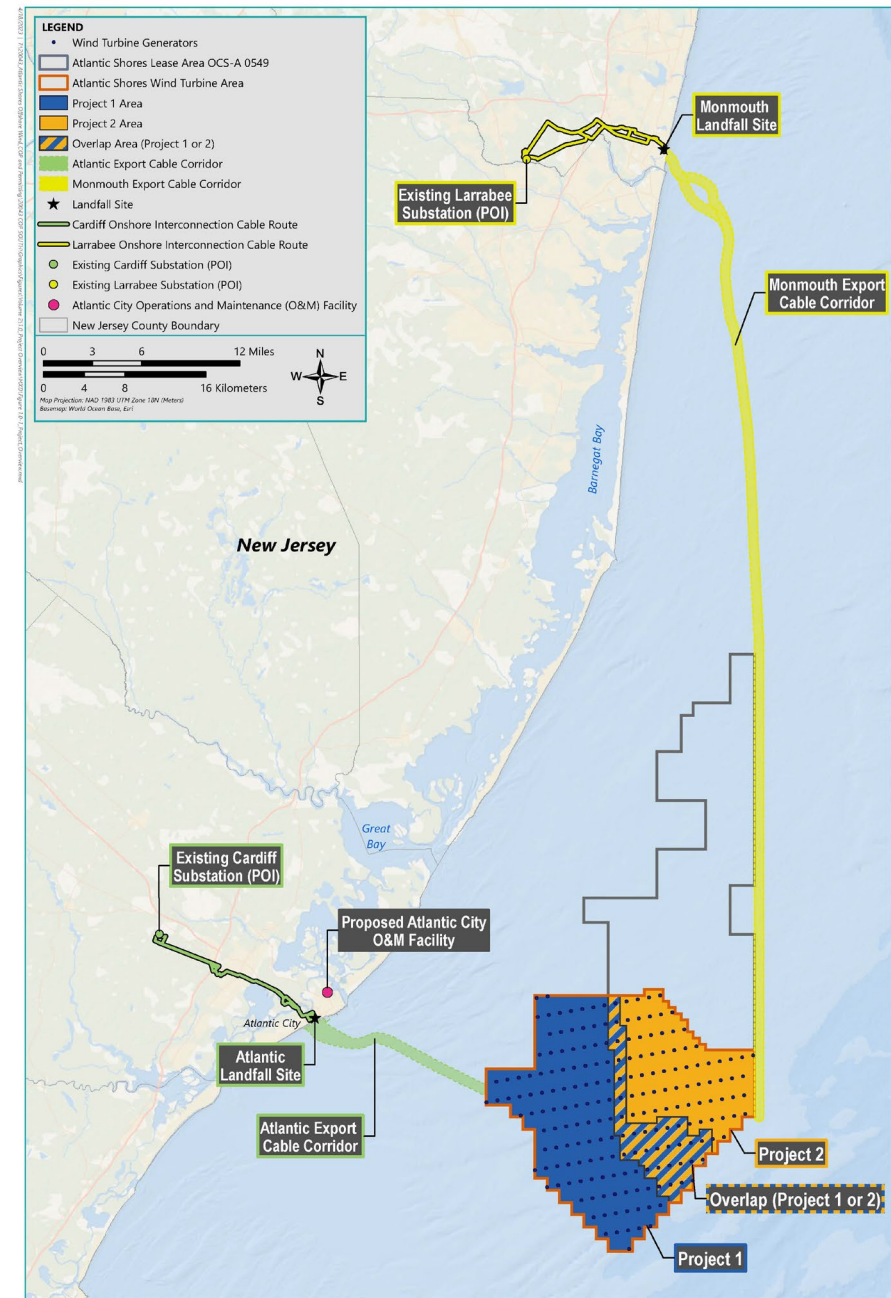 LEGEND
Wind Turbine Generators
Atlantic Shores Lease Area OCS-A 0549
Atlantic Shores Wind Turbine Area
Project 1 Area
Project 2 Area
Overlap Area (Project 1 or 2)
Atlantic Export Cable Corridor
Monmouth Export Cable Corridor
Landfall Site
Cardiff Onshore Interconnection Cable Route
Larrabee Onshore Interconnection Cable Route
Existing Cardiff Substation (POI)
Existing Larrabee Substation (POI)
Atlantic City Operations and Maintenance (O&M) Facility
New Jersey County Boundary
0 3 6 12 Miles
0 4 8 16 Kilometers
N
W E
S
Map Projection: NAD 1983 UTM Zone 18N (Meters)
Basemap: World Ocean Base, Esri
Monmouth
Landfall Site
Existing Larrabee
Substation (POI)
Monmouth Export
Cable Corridor
Barnegat Bay
New Jersey
Great
Bay
Existing Cardiff
Substation (POI)
Proposed Atlantic City
O&M Facility
Atlantic City
Atlantic
Landfall Site
Atlantic Export
Cable Corridor
Project 2
Overlap (Project 1 or 2)
Project 1